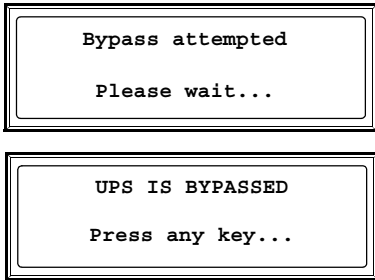 Bypass attempted
Please wait...
UPS IS BYPASSED
Press any key...